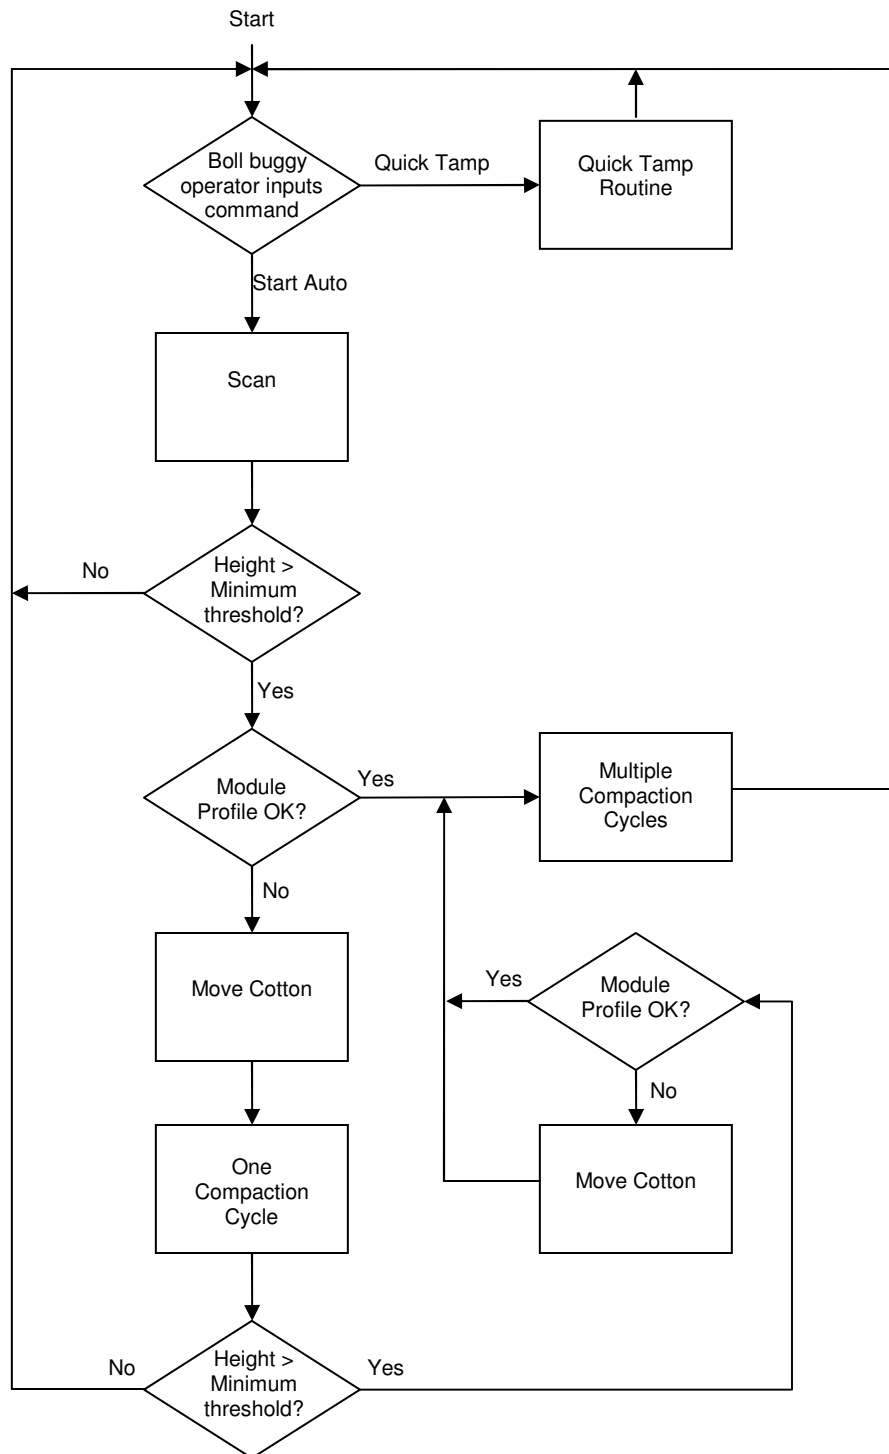 Start
Boll buggy
operator inputs
command
Quick Tamp
Quick Tamp
Routine
Start Auto
Scan
Height >
Minimum
threshold?
No
Yes
Module
Profile OK?
Yes
Multiple
Compaction
Cycles
No
Move Cotton
Module
Profile OK?
Yes
No
Move Cotton
One
Compaction
Cycle
Height >
Minimum
threshold?
No
Yes